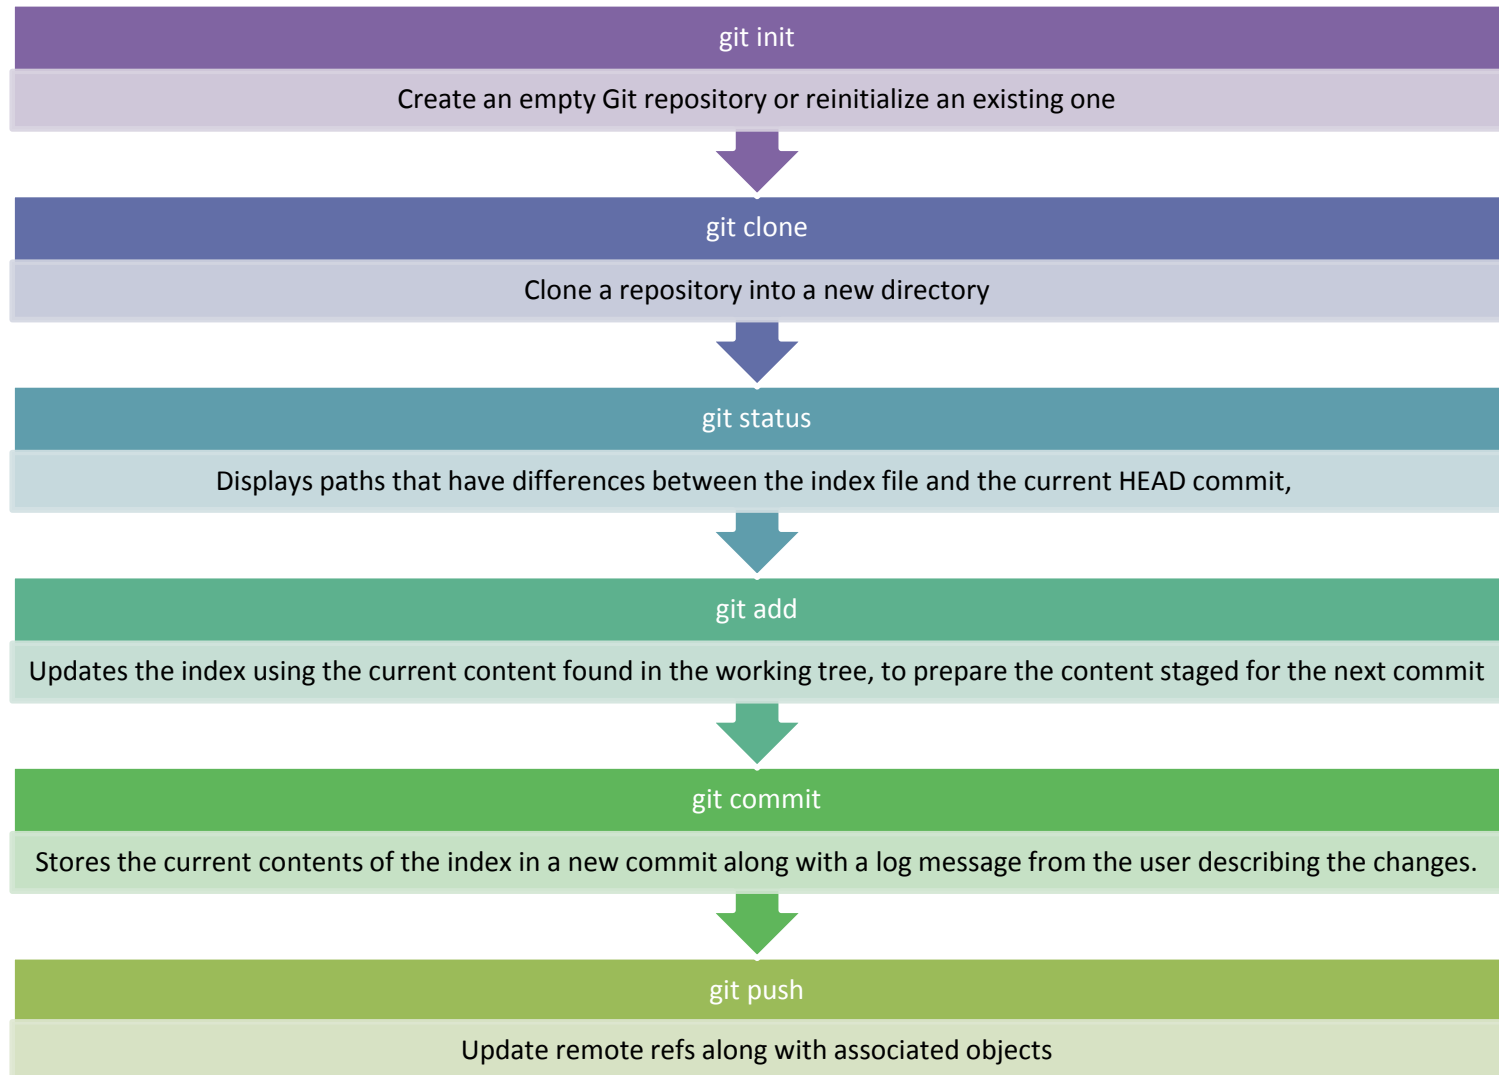 git init
Create an empty Git repository or reinitialize an existing one
git clone
Clone a repository into a new directory
git status
Displays paths that have differences between the index file and the current HEAD commit,
git add
Updates the index using the current content found in the working tree, to prepare the content staged for the next commit
git commit
Stores the current contents of the index in a new commit along with a log message from the user describing the changes.
git push
Update remote refs along with associated objects